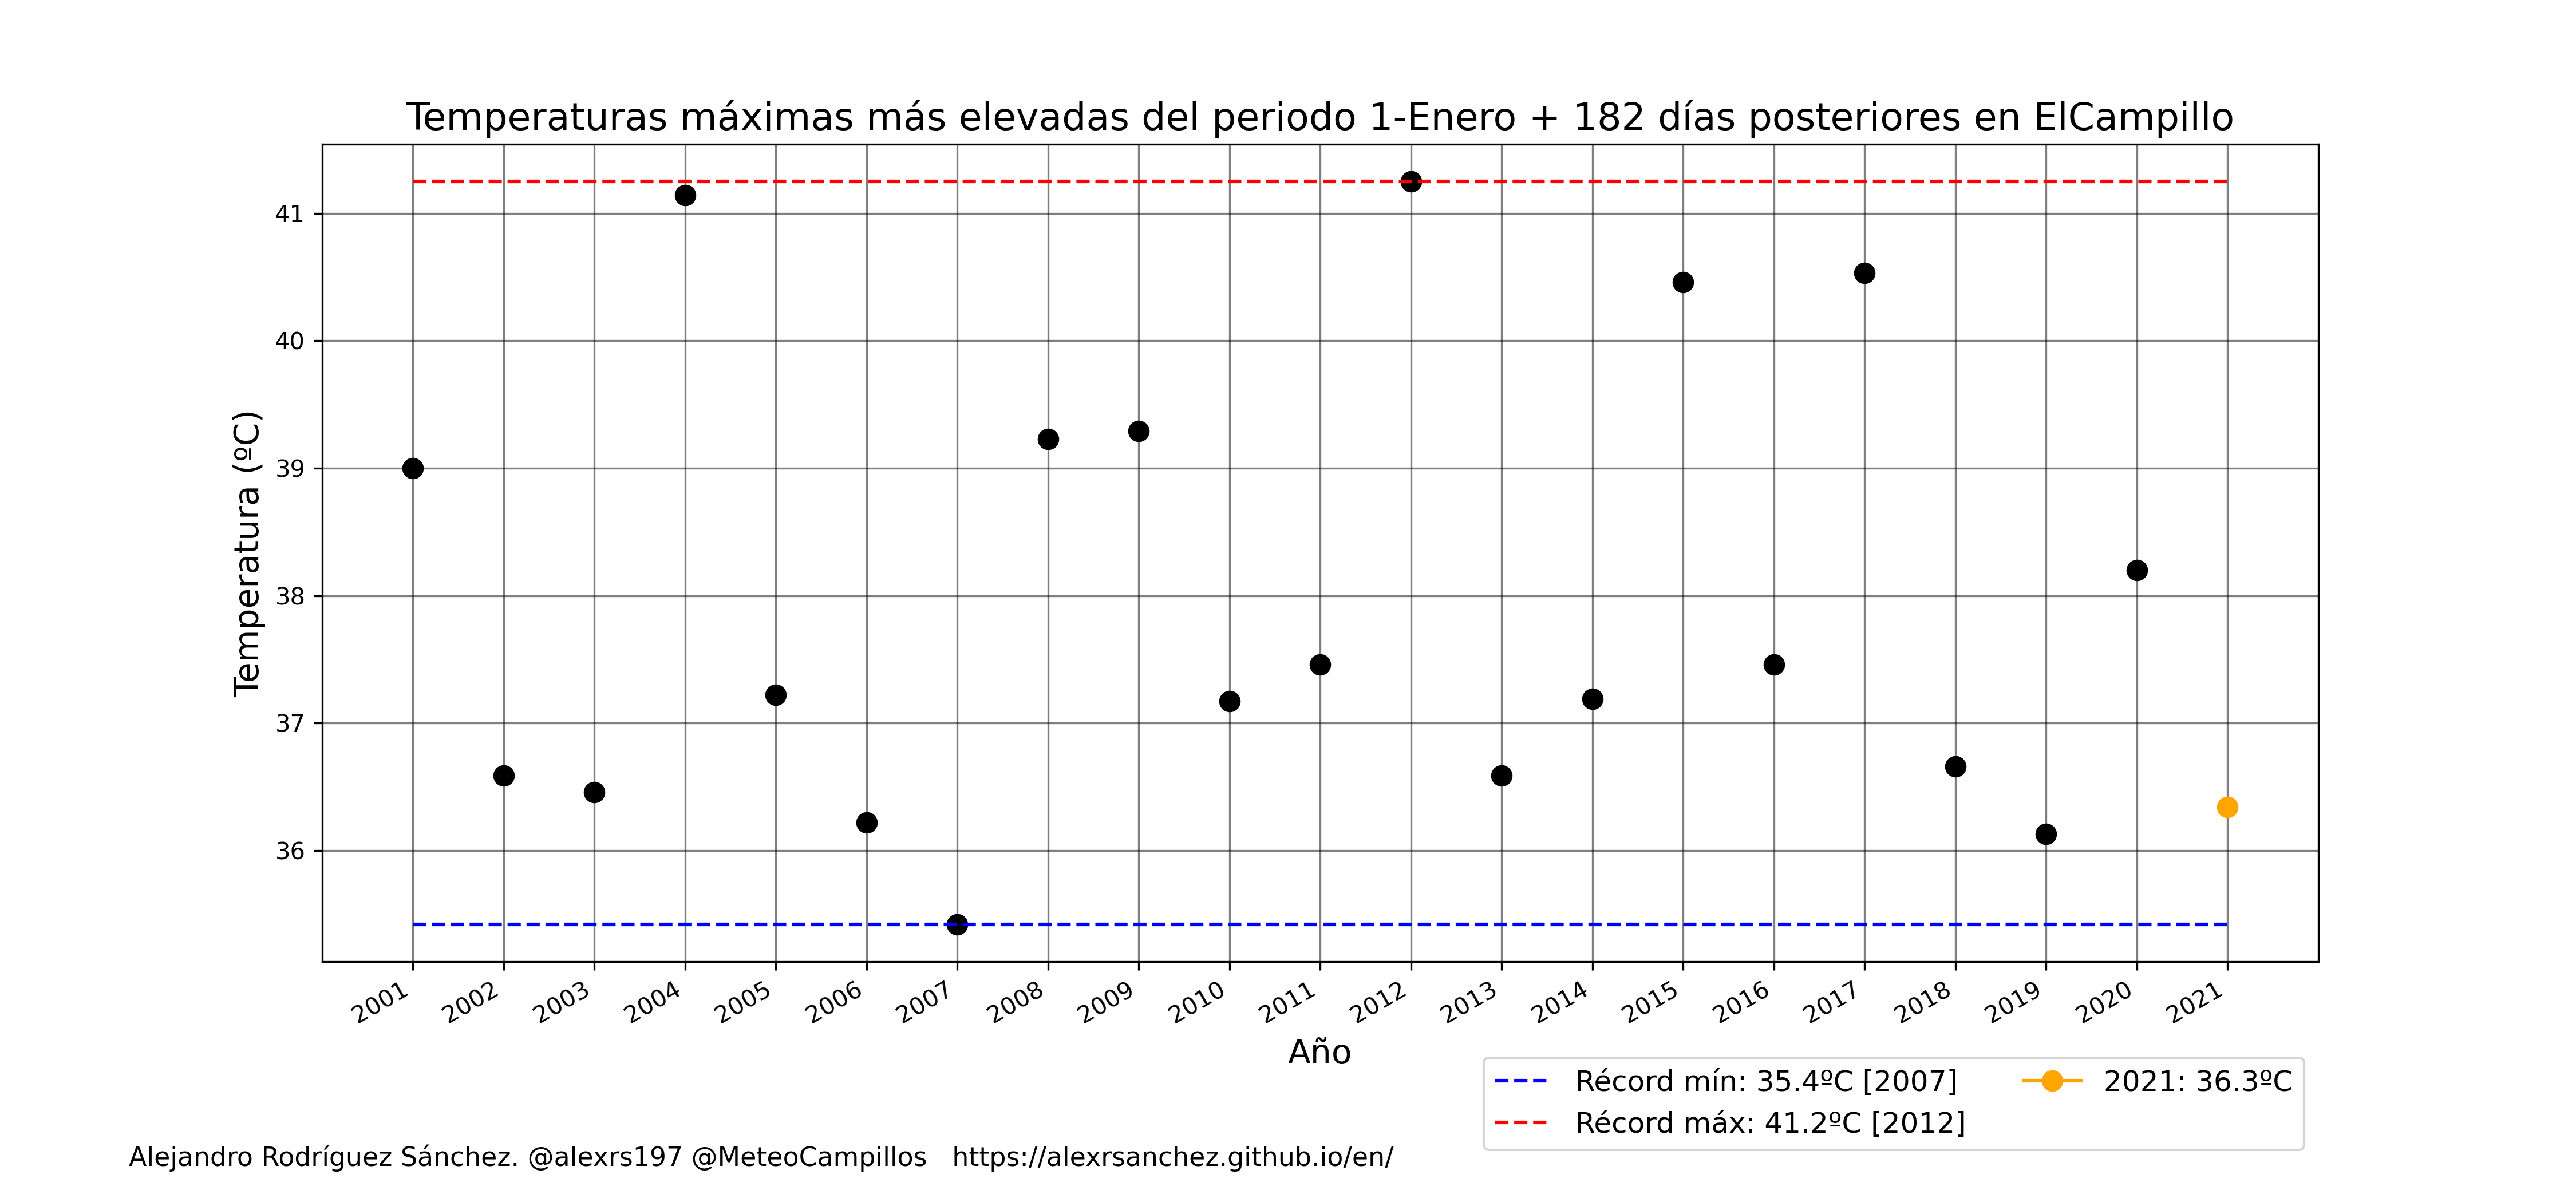 Temperaturas máximas más elevadas del periodo 1-Enero + 182 días posteriores en ElCampillo
Temperatura (ºC)
41
40
39
38
37
36
2001 2002 2003 2004 2005 2006 2007 2008 2009 2010 2011 2012 2013 2014 2015 2016 2017 2018 2019 2020 2021
Año
Récord mín: 35.4ºC [2007]
Récord máx: 41.2ºC [2012]
2021: 36.3ºC
Alejandro Rodríguez Sánchez. @alexrs197 @MeteoCampillos https://alexrsanchez.github.io/en/